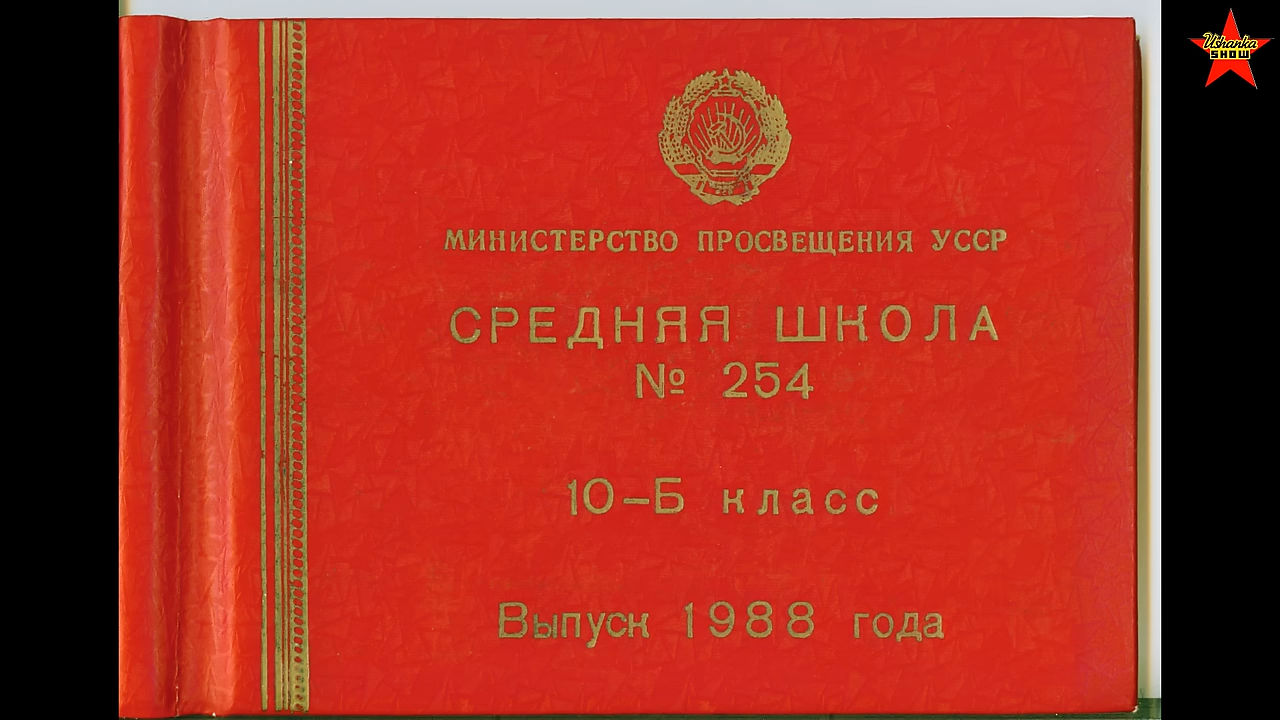 Ushanka
SHOW
МИНИСТЕРСТВО ПРОСВЕЩЕНИЯ УССР
СРЕДНЯЯ ШКОЛА
№ 254
10-Б класс
Выпуск 1988 года